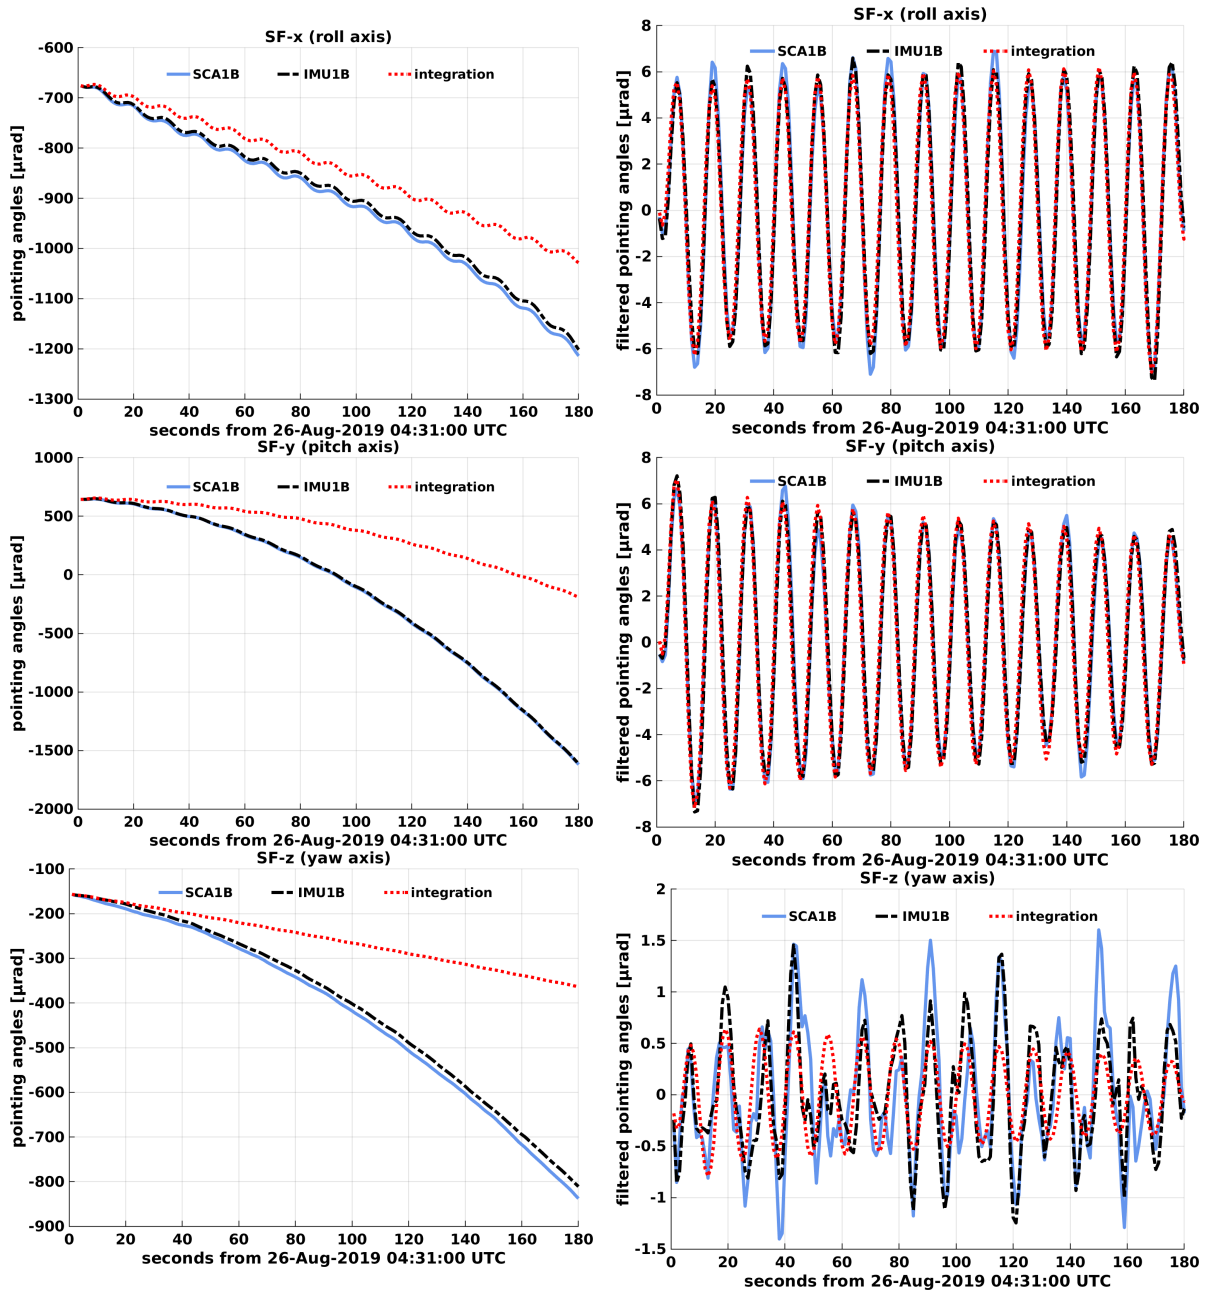 SF-x (roll axis)
SCA1B IMU1B integration
pointing angles [µrad]
-600
-700
-800
-900
-1000
-1100
-1200
-1300
0 20 40 60 80 100 120 140 160 180
seconds from 26-Aug-2019 04:31:00 UTC
SF-x (roll axis)
SCA1B IMU1B integration
filtered pointing angles [µrad]
8
6
4
2
0
-2
-4
-6
-8
0 20 40 60 80 100 120 140 160 180
seconds from 26-Aug-2019 04:31:00 UTC
SF-y (pitch axis)
SCA1B IMU1B integration
pointing angles [µrad]
1000
500
0
-500
-1000
-1500
-2000
0 20 40 60 80 100 120 140 160 180
seconds from 26-Aug-2019 04:31:00 UTC
SF-y (pitch axis)
SCA1B IMU1B integration
filtered pointing angles [µrad]
8
6
4
2
0
-2
-4
-6
-8
0 20 40 60 80 100 120 140 160 180
seconds from 26-Aug-2019 04:31:00 UTC
SF-z (yaw axis)
SCA1B IMU1B integration
pointing angles [µrad]
-100
-200
-300
-400
-500
-600
-700
-800
-900
0 20 40 60 80 100 120 140 160 180
seconds from 26-Aug-2019 04:31:00 UTC
SF-z (yaw axis)
SCA1B IMU1B integration
filtered pointing angles [µrad]
2
1.5
1
0.5
0
-0.5
-1
-1.5
0 20 40 60 80 100 120 140 160 180
seconds from 26-Aug-2019 04:31:00 UTC